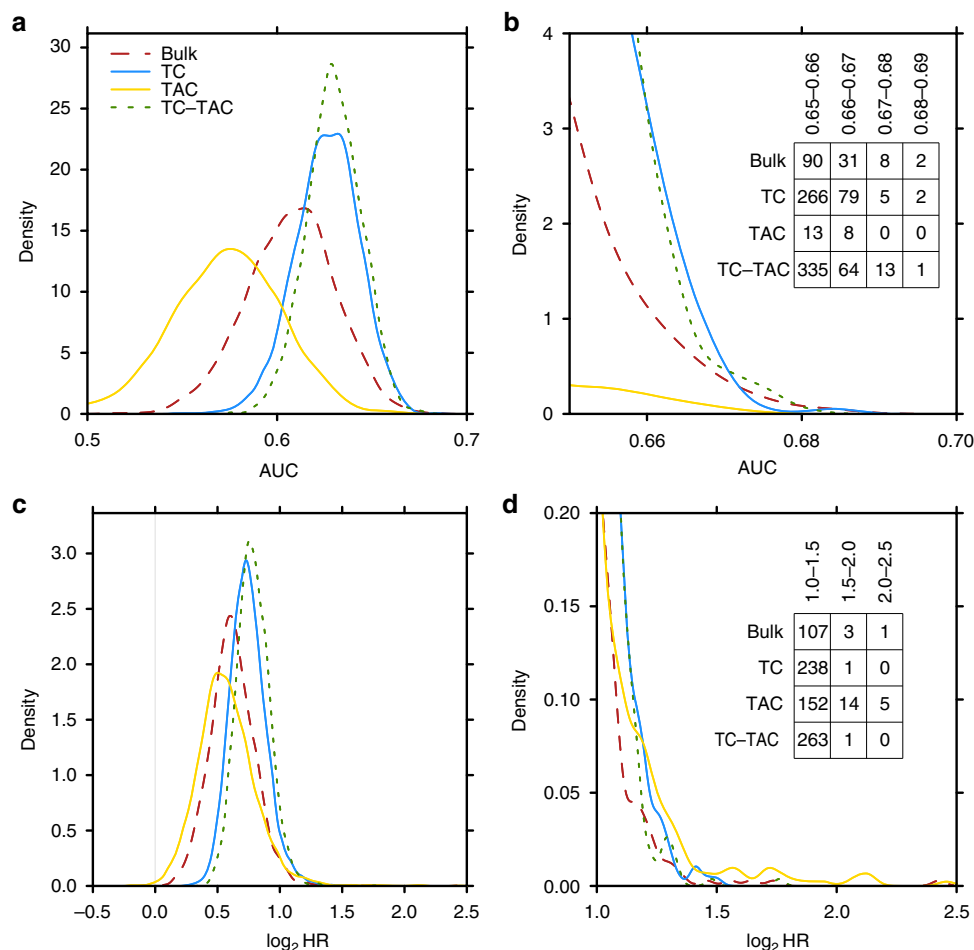 a
30
25
20
15
10
5
0
Density
0.5 0.6 0.7
AUC
Bulk
TC
TAC
TC–TAC
b
4
3
2
1
0
Density
0.66 0.68 0.70
AUC
0.65–0.66 0.66–0.67 0.67–0.68 0.68–0.69
Bulk 90 31 8 2
TC 266 79 5 2
TAC 13 8 0 0
TC–TAC 335 64 13 1
c
3.0
2.5
2.0
1.5
1.0
0.5
0.0
Density
–0.5 0.0 0.5 1.0 1.5 2.0 2.5
log2 HR
d
0.20
0.15
0.10
0.05
0.00
Density
1.0 1.5 2.0 2.5
log2 HR
1.0–1.5 1.5–2.0 2.0–2.5
Bulk 107 3 1
TC 238 1 0
TAC 152 14 5
TC–TAC 263 1 0